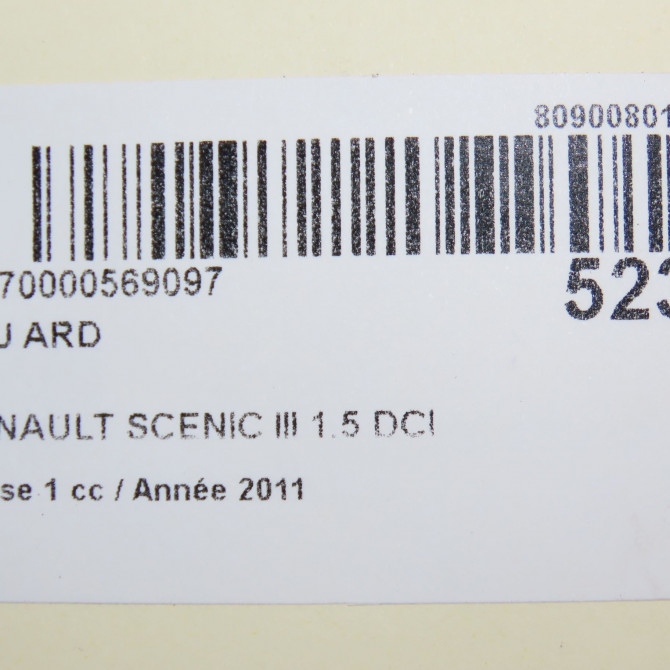 80900801
70000569097
523
U ARD
NAULT SCENIC III 1.5 DCI
se 1 cc / Année 2011